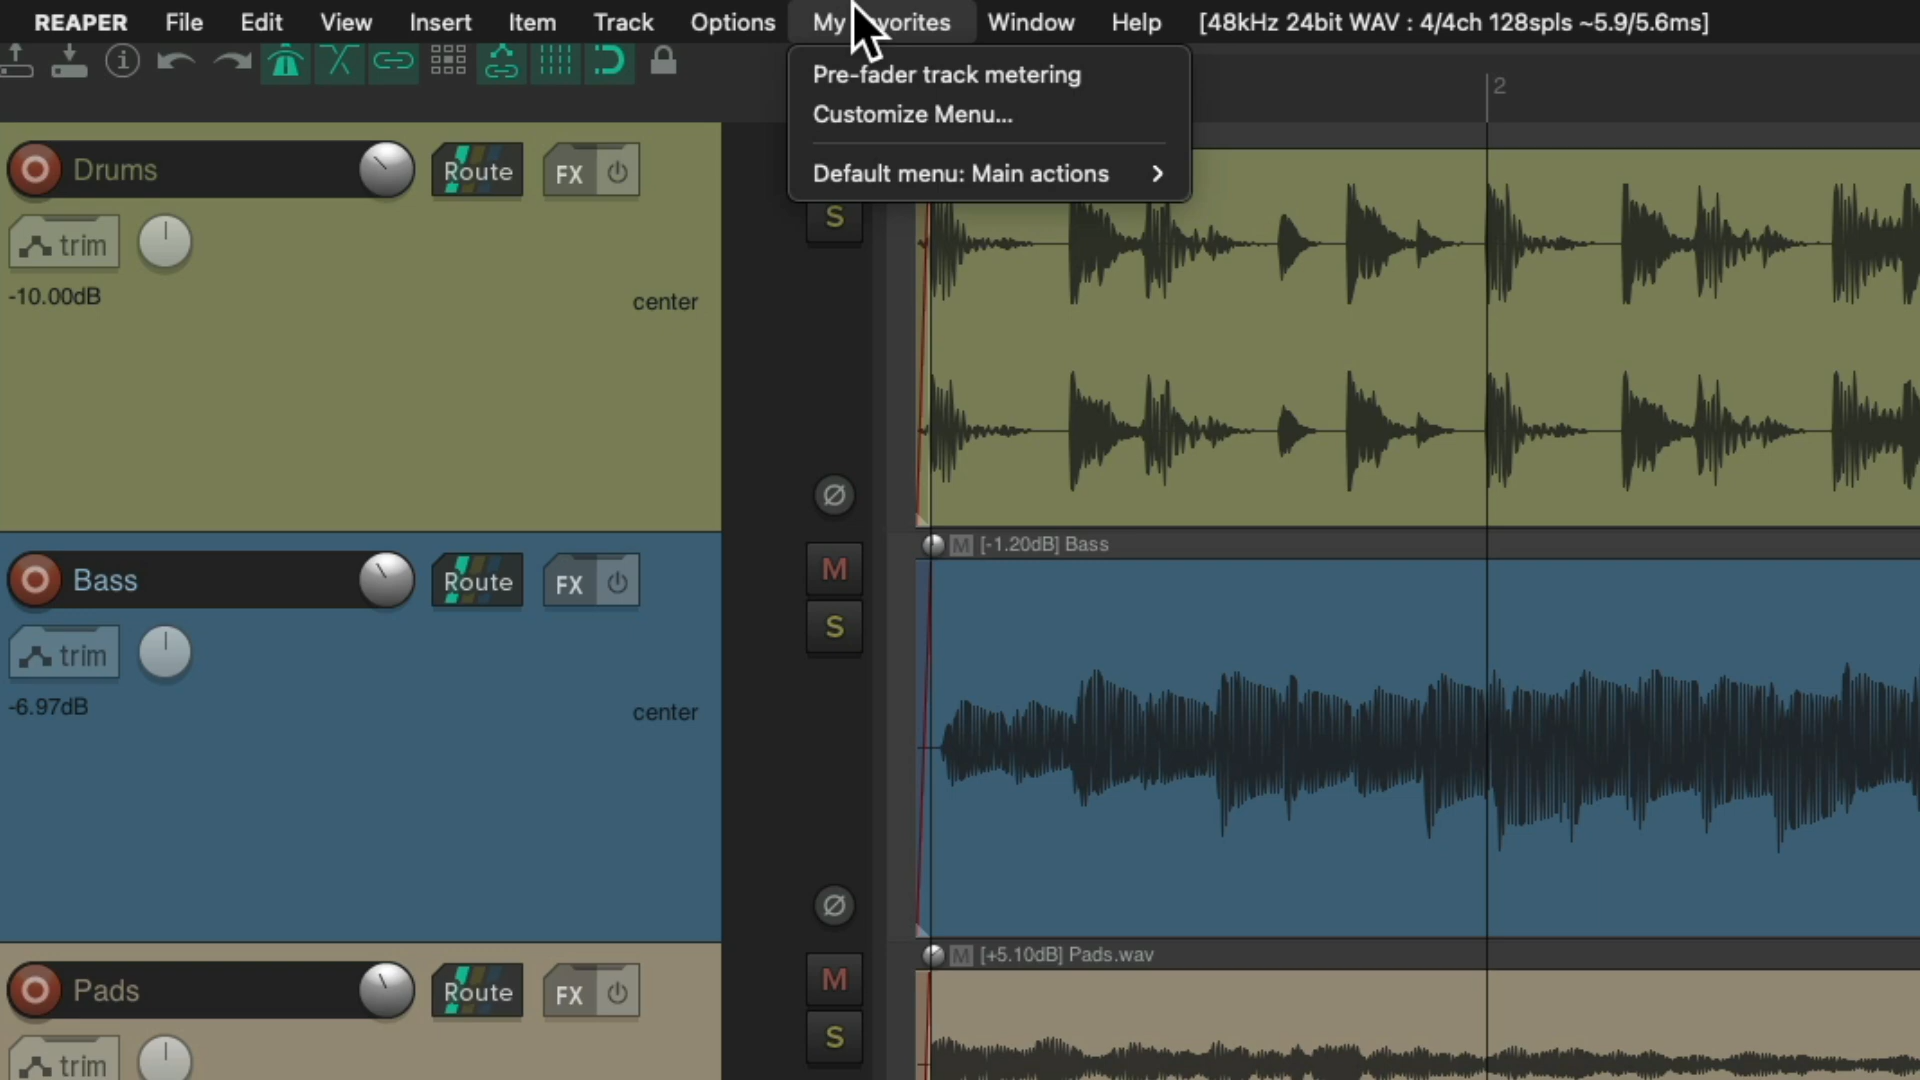 REAPER File Edit View Insert Item Track Options My vorites Window Help [48kHz 24bit WAV : 4/4ch 128spls ~5.9/5.6ms]
Pre-fader track metering
Customize Menu...
Default menu: Main actions
2
Drums Route FX
S
trim
-10.00dB
center
M [-1.20dB] Bass
Bass Route FX
M
S
trim
-6.97dB
center
M [+5.10dB] Pads.wav
Pads Route FX
M
S
trim